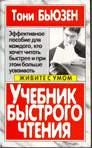 Тони Бьюзен
Эффективное
пособие для
каждого, кто
хочет читать
быстрее и при
этом больше
усваивать
ЖИВИТЕ С УМОМ
УЧЕБНИК
БЫСТРОГО
ЧТЕНИЯ